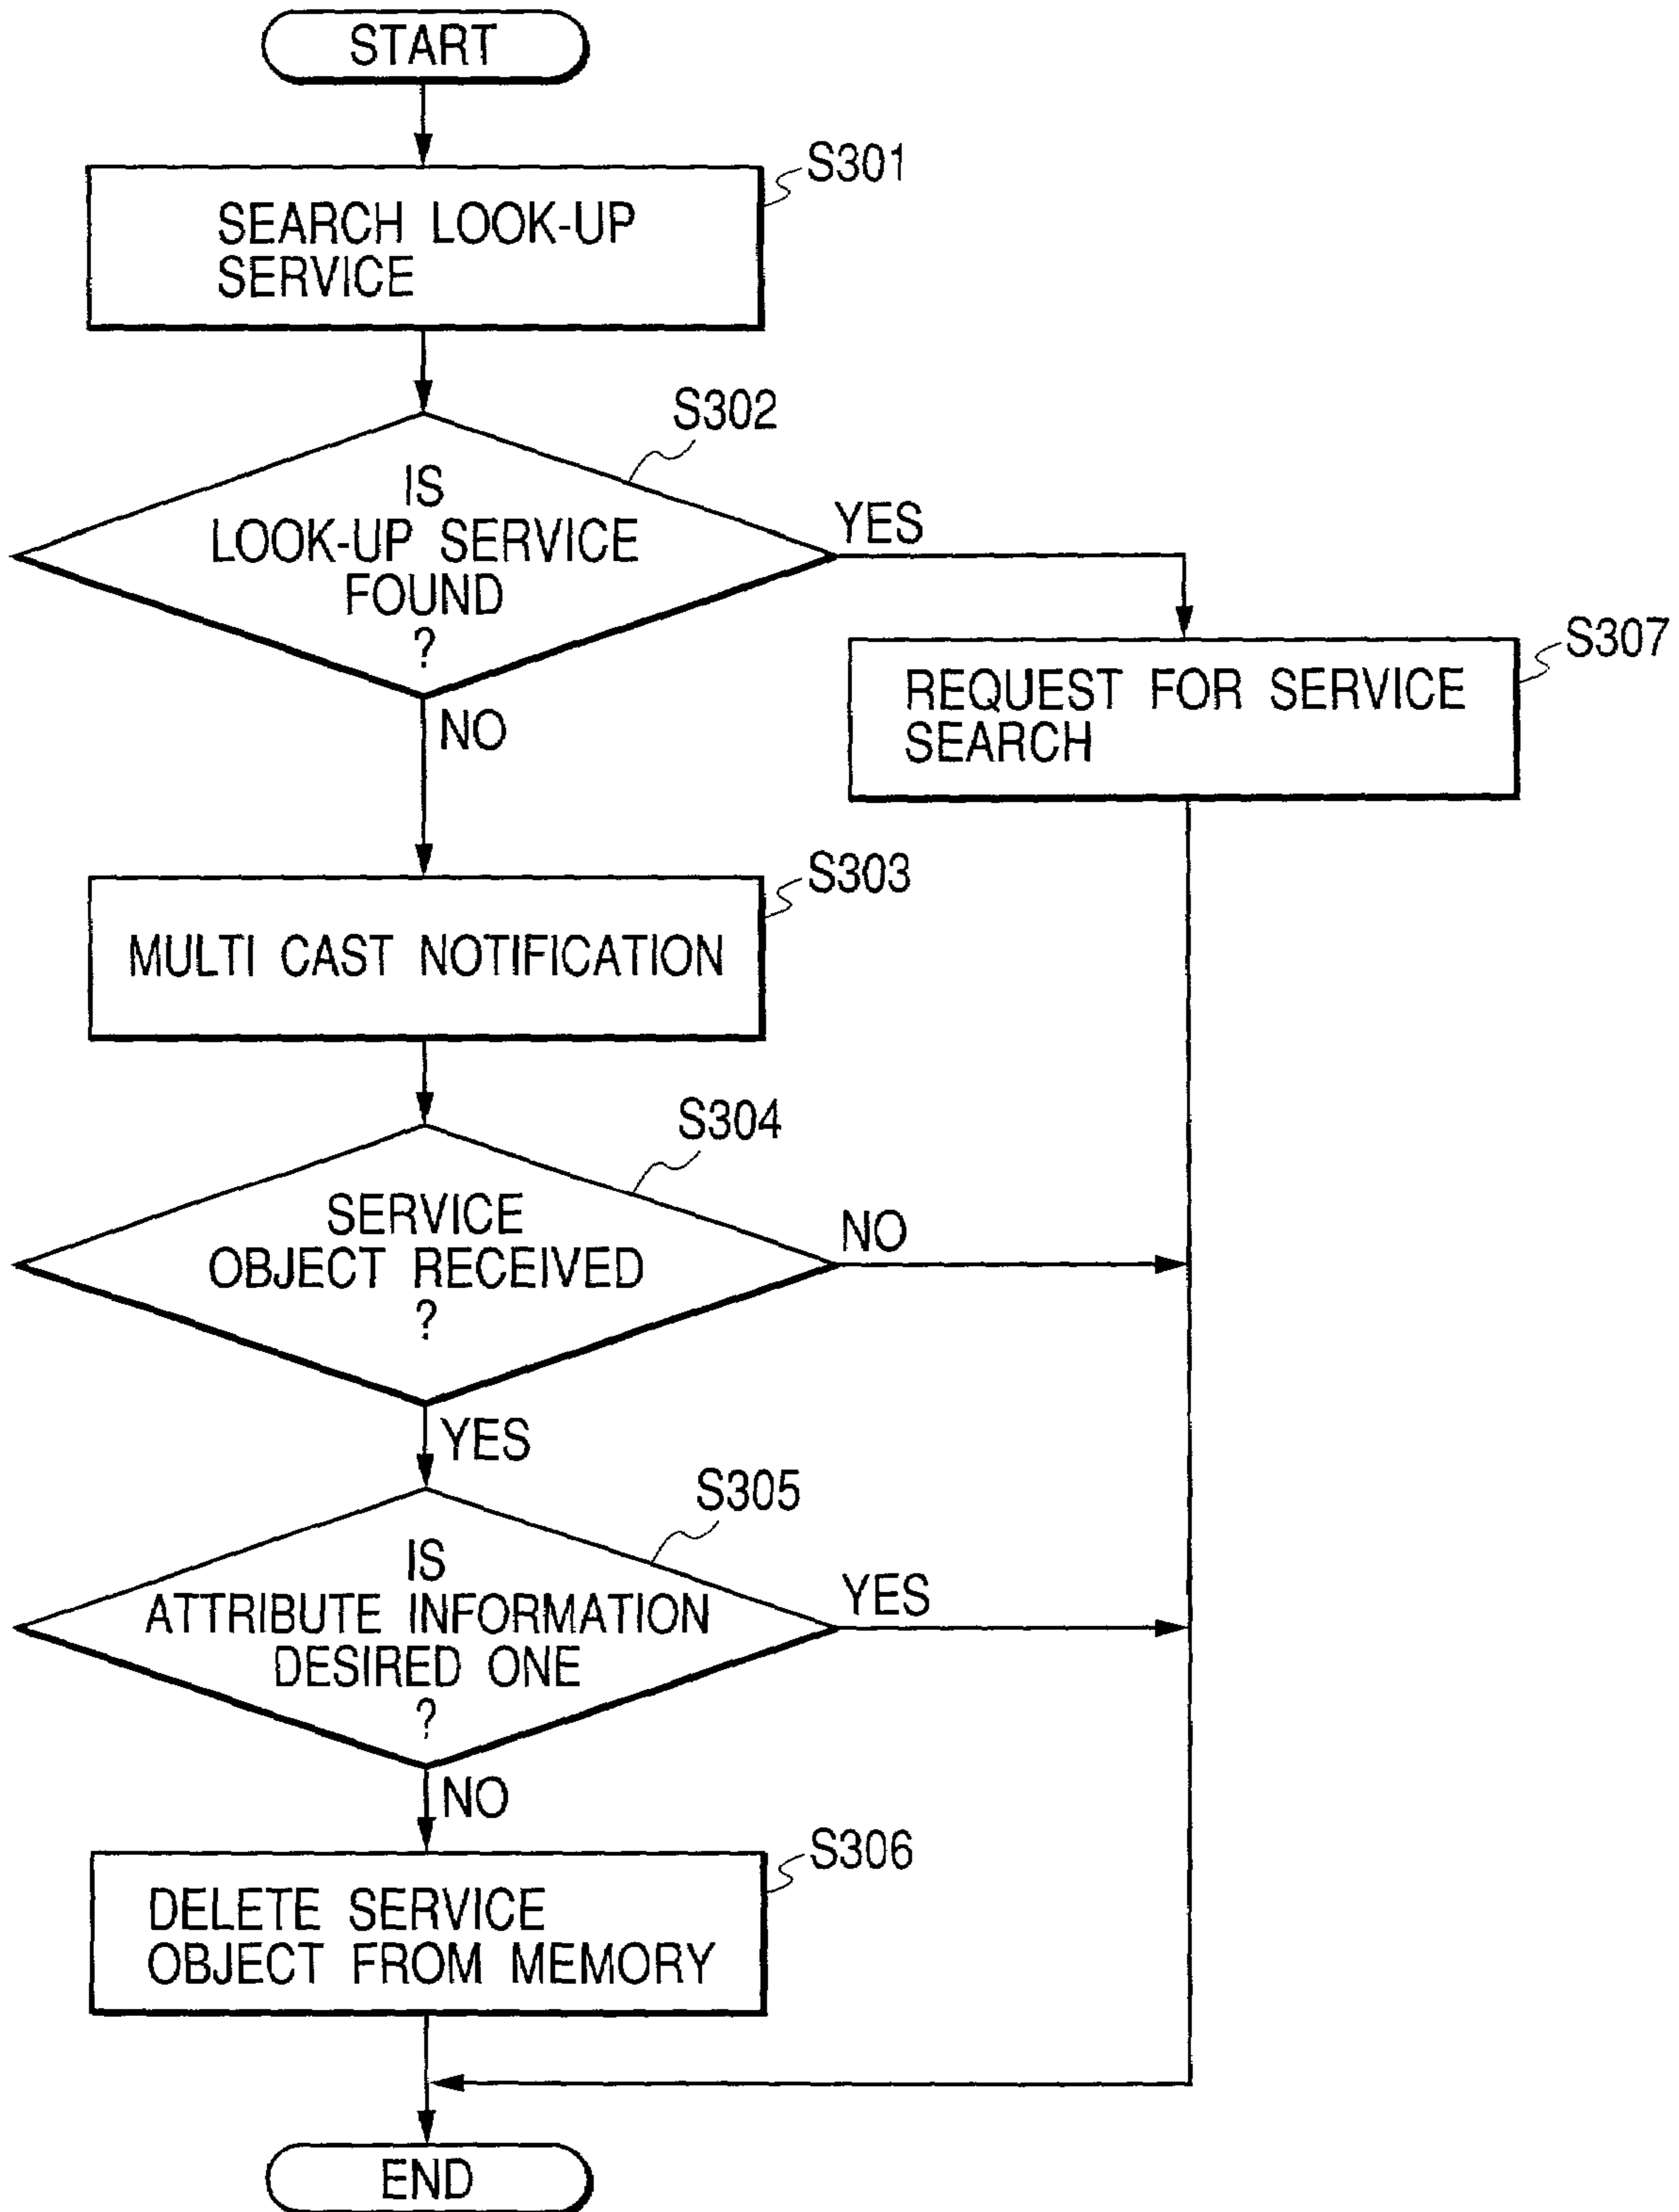 START
S301
SEARCH LOOK-UP
SERVICE
S302
IS
LOOK-UP SERVICE
FOUND
?
YES
NO
S307
REQUEST FOR SERVICE
SEARCH
S303
MULTI CAST NOTIFICATION
S304
SERVICE
OBJECT RECEIVED
?
NO
YES
S305
IS
ATTRIBUTE INFORMATION
DESIRED ONE
?
YES
NO
S306
DELETE SERVICE
OBJECT FROM MEMORY
END